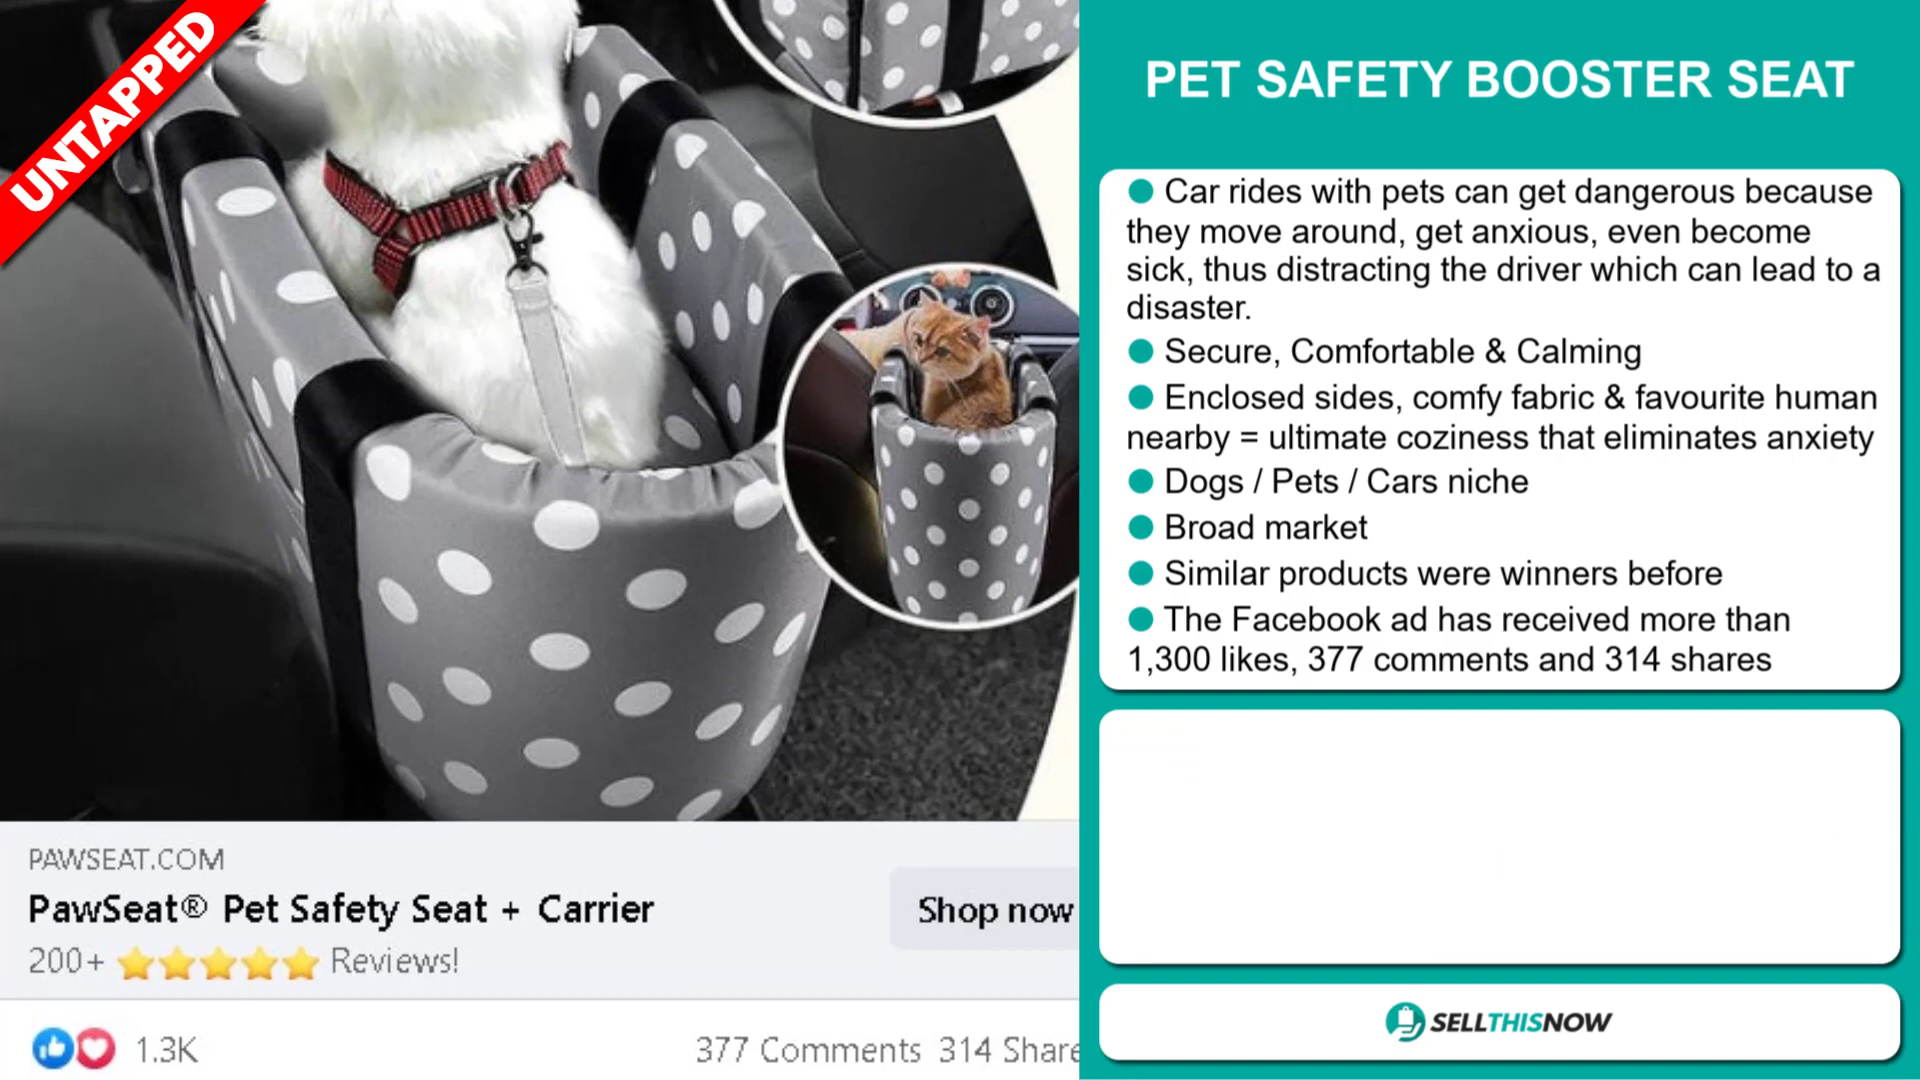 UNTAPPED
PAWSEAT.COM
PawSeat® Pet Safety Seat + Carrier
200+ ⭐⭐⭐⭐⭐ Reviews!
Shop now
1.3K
377 Comments 314 Share
PET SAFETY BOOSTER SEAT
● Car rides with pets can get dangerous because
they move around, get anxious, even become
sick, thus distracting the driver which can lead to a
disaster.
● Secure, Comfortable & Calming
● Enclosed sides, comfy fabric & favourite human
nearby = ultimate coziness that eliminates anxiety
● Dogs / Pets / Cars niche
● Broad market
● Similar products were winners before
● The Facebook ad has received more than
1,300 likes, 377 comments and 314 shares
SELLTHISNOW